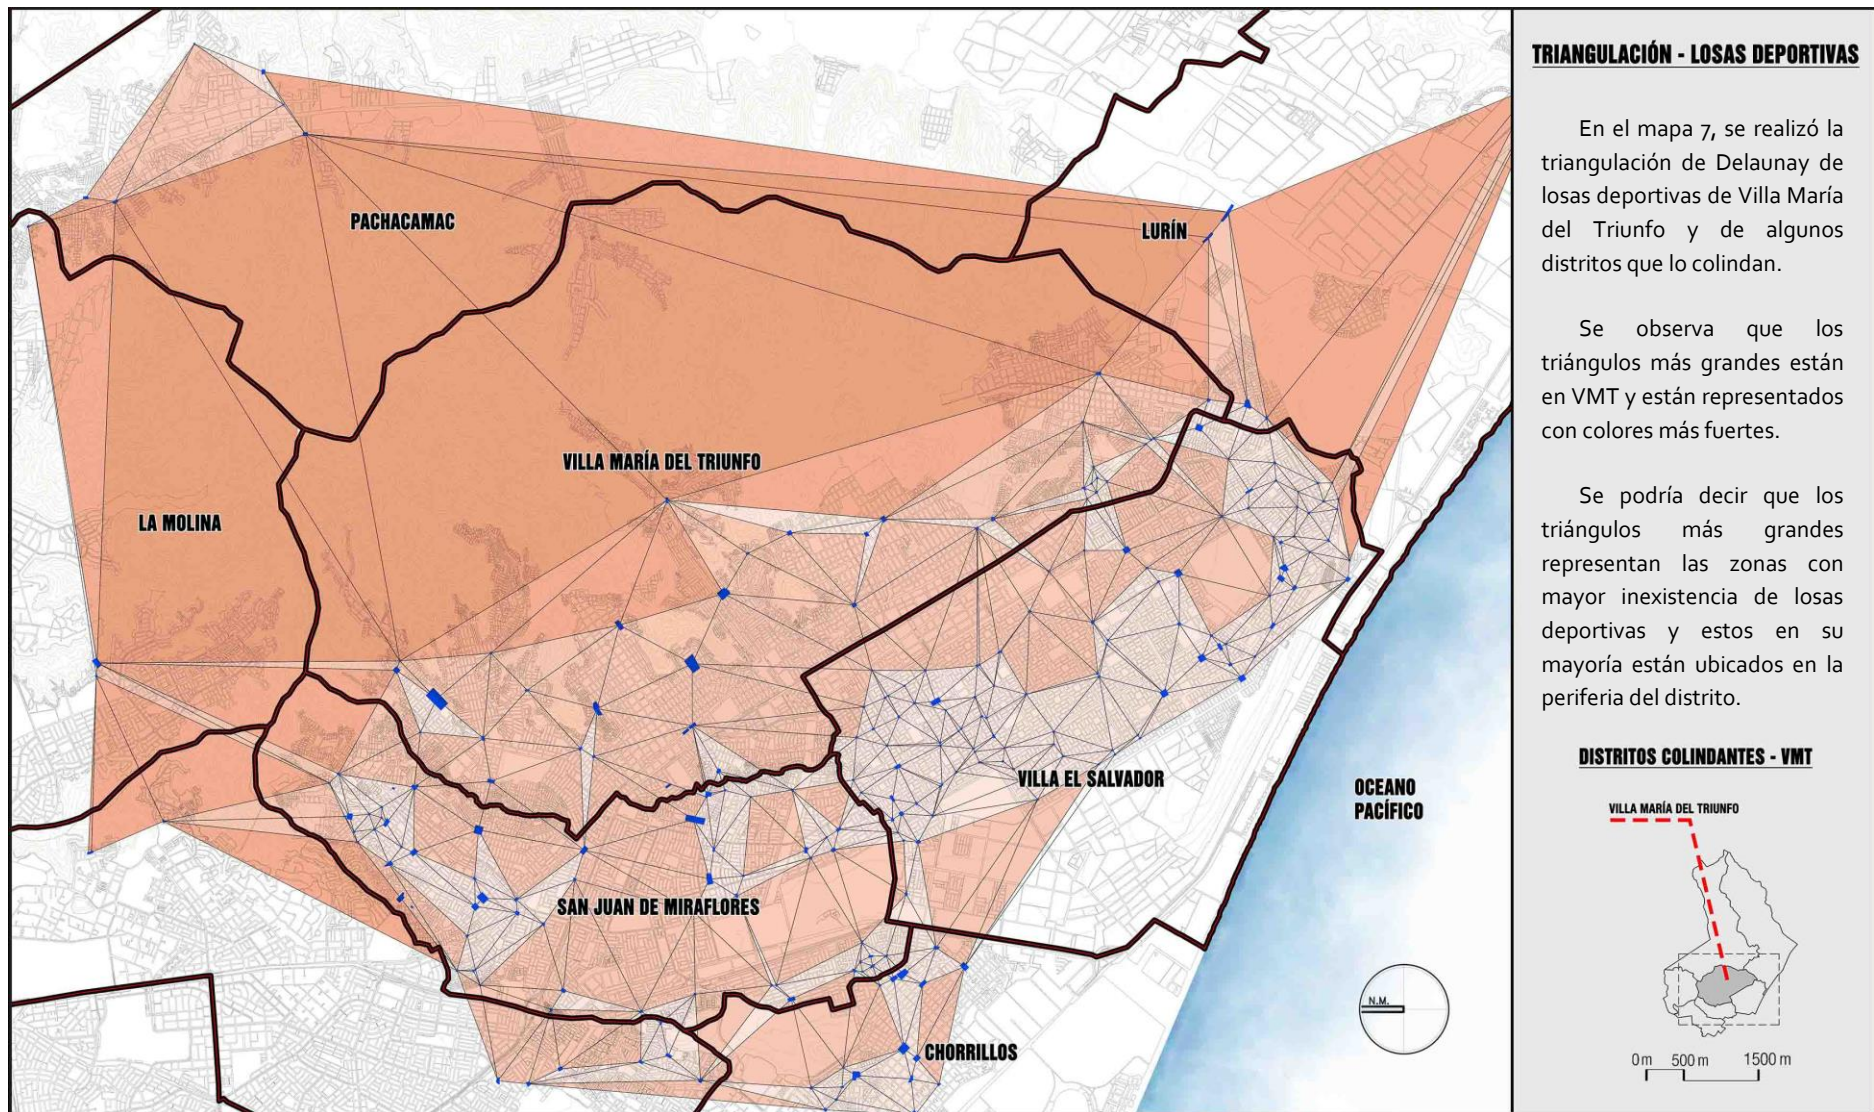 TRIANGULACIÓN - LOSAS DEPORTIVAS
En el mapa 7, se realizó la
triangulación de Delaunay de
losas deportivas de Villa María
del Triunfo y de algunos
distritos que lo colindan.
Se observa que los
triángulos más grandes están
en VMT y están representados
con colores más fuertes.
Se podría decir que los
triángulos más grandes
representan las zonas con
mayor inexistencia de losas
deportivas y estos en su
mayoría están ubicados en la
periferia del distrito.
DISTRITOS COLINDANTES - VMT
VILLA MARÍA DEL TRIUNFO
0 m 500 m 1500 m
PACHACAMAC
LURÍN
VILLA MARÍA DEL TRIUNFO
LA MOLINA
VILLA EL SALVADOR
OCEANO
PACÍFICO
SAN JUAN DE MIRAFLORES
N.M.
CHORRILLOS